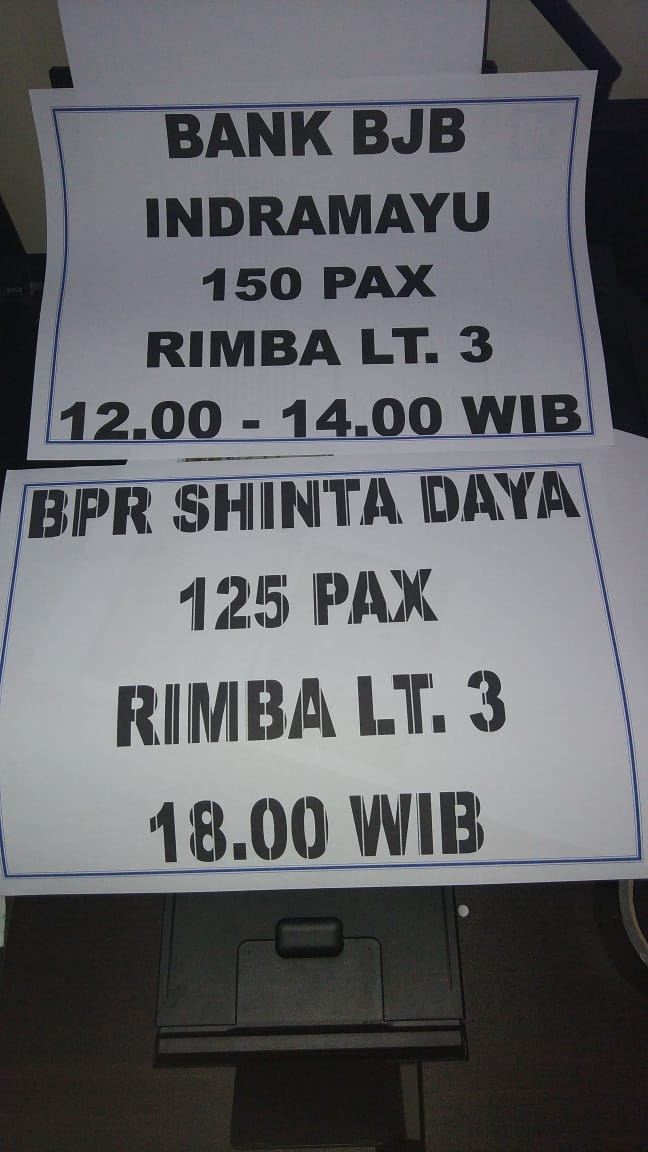 BANK BJB
INDRAMAYU
150 PAX
RIMBA LT. 3
12.00 - 14.00 WIB
BPR SHINTA DAYA
125 PAX
RIMBA LT. 3
18.00 WIB